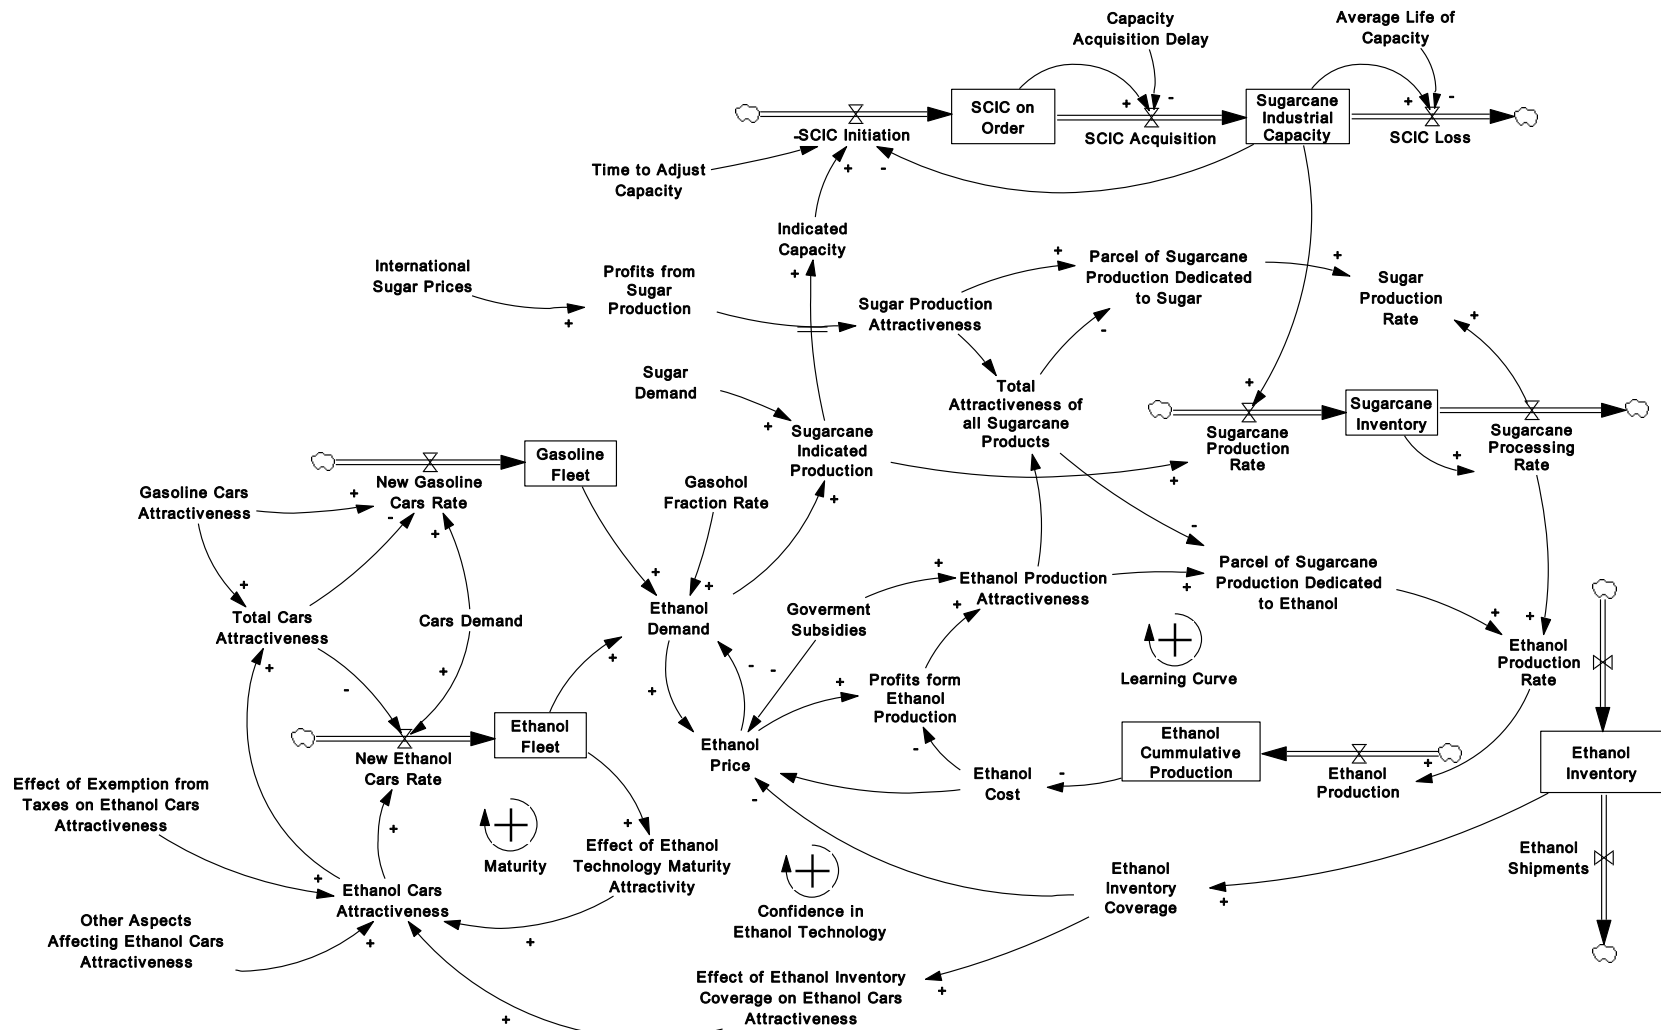 Capacity
Acquisition Delay
Average Life of
Capacity
SCIC on
Order
Sugarcane
Industrial
Capacity
SCIC Initiation
SCIC Acquisition
SCIC Loss
Time to Adjust
Capacity
Indicated
Capacity
International
Sugar Prices
Profits from
Sugar
Production
Sugar Production
Attractiveness
Parcel of Sugarcane
Production Dedicated
to Sugar
Sugar
Production
Rate
Sugar
Demand
Total
Attractiveness of
all Sugarcane
Products
Sugarcane
Indicated
Production
Sugarcane
Production
Rate
Sugarcane
Inventory
Sugarcane
Processing
Rate
Gasoline
Fleet
New Gasoline
Cars Rate
Gasoline Cars
Attractiveness
Gasohol
Fraction Rate
Total Cars
Attractiveness
Cars Demand
Ethanol
Demand
Goverment
Subsidies
Ethanol Production
Attractiveness
Parcel of Sugarcane
Production Dedicated
to Ethanol
Learning Curve
Ethanol
Production
Rate
Profits form
Ethanol
Production
Ethanol
Fleet
New Ethanol
Cars Rate
Ethanol
Price
Ethanol
Cost
Ethanol
Cummulative
Production
Ethanol
Production
Ethanol
Inventory
Effect of Exemption from
Taxes on Ethanol Cars
Attractiveness
Maturity
Effect of Ethanol
Technology Maturity
Attractivity
Confidence in
Ethanol Technology
Ethanol
Inventory
Coverage
Ethanol
Shipments
Ethanol Cars
Attractiveness
Other Aspects
Affecting Ethanol Cars
Attractiveness
Effect of Ethanol Inventory
Coverage on Ethanol Cars
Attractiveness